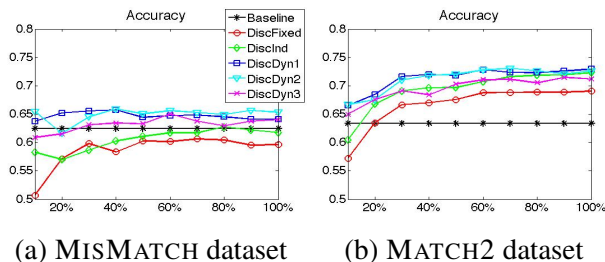 Accuracy
0.8
0.75
0.7
0.65
0.6
0.55
0.5
20% 40% 60% 80% 100%
Baseline
DiscFixed
DiscInd
DiscDyn1
DiscDyn2
DiscDyn3
(a) MISMATCH dataset
Accuracy
0.8
0.75
0.7
0.65
0.6
0.55
0.5
20% 40% 60% 80% 100%
(b) MATCH2 dataset